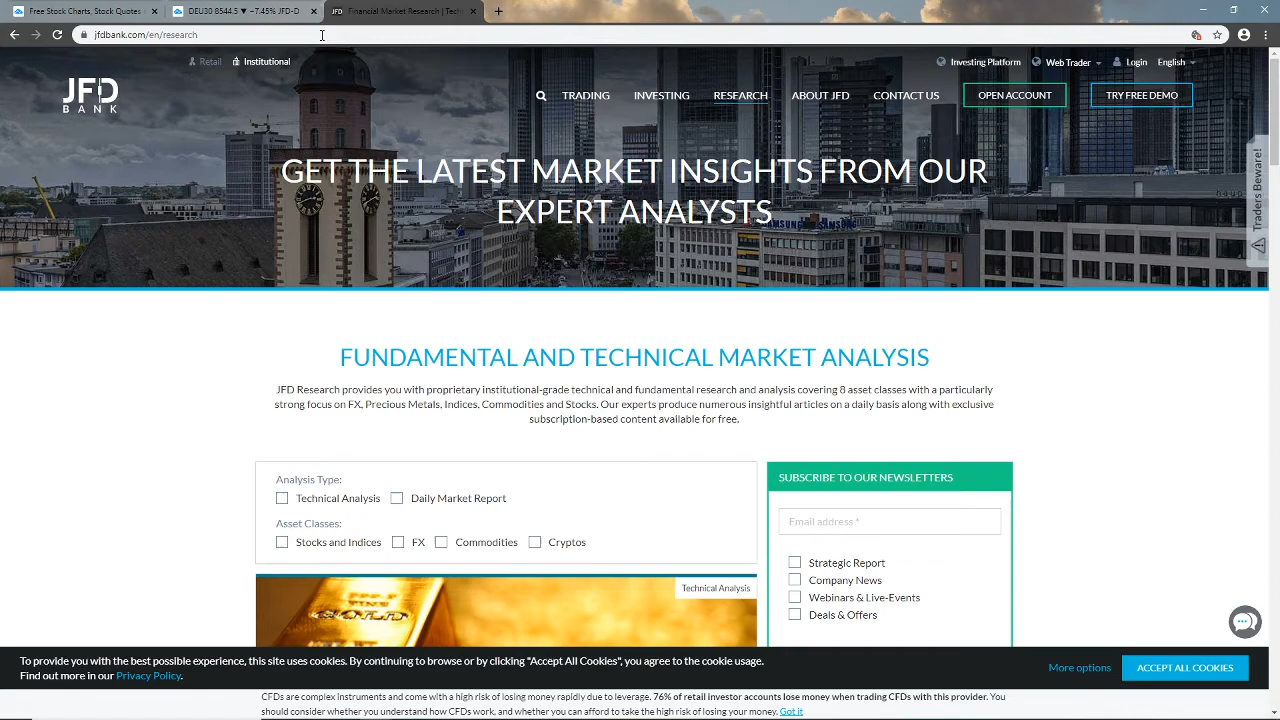 Free Stock Charts, Stock Quotes
DEU30 8544.5 ▼ −7.45% JFD-D
Financial Market Research | Tech
jfdbank.com/en/research
Retail
Institutional
Investing Platform
Web Trader
Login
English
JFD
BANK
TRADING
INVESTING
RESEARCH
ABOUT JFD
CONTACT US
OPEN ACCOUNT
TRY FREE DEMO
GET THE LATEST MARKET INSIGHTS FROM OUR
EXPERT ANALYSTS
SAMSUNG
Traders Beware!
FUNDAMENTAL AND TECHNICAL MARKET ANALYSIS
JFD Research provides you with proprietary institutional-grade technical and fundamental research and analysis covering 8 asset classes with a particularly
strong focus on FX, Precious Metals, Indices, Commodities and Stocks. Our experts produce numerous insightful articles on a daily basis along with exclusive
subscription-based content available for free.
Analysis Type:
Technical Analysis
Daily Market Report
Asset Classes:
Stocks and Indices
FX
Commodities
Cryptos
Technical Analysis
GOLD
SUBSCRIBE TO OUR NEWSLETTERS
Email address *
Strategic Report
Company News
Webinars & Live-Events
Deals & Offers
To provide you with the best possible experience, this site uses cookies. By continuing to browse or by clicking "Accept All Cookies", you agree to the cookie usage.
Find out more in our Privacy Policy.
More options
ACCEPT ALL COOKIES
CFDs are complex instruments and come with a high risk of losing money rapidly due to leverage. 76% of retail investor accounts lose money when trading CFDs with this provider. You
should consider whether you understand how CFDs work, and whether you can afford to take the high risk of losing your money. Got it